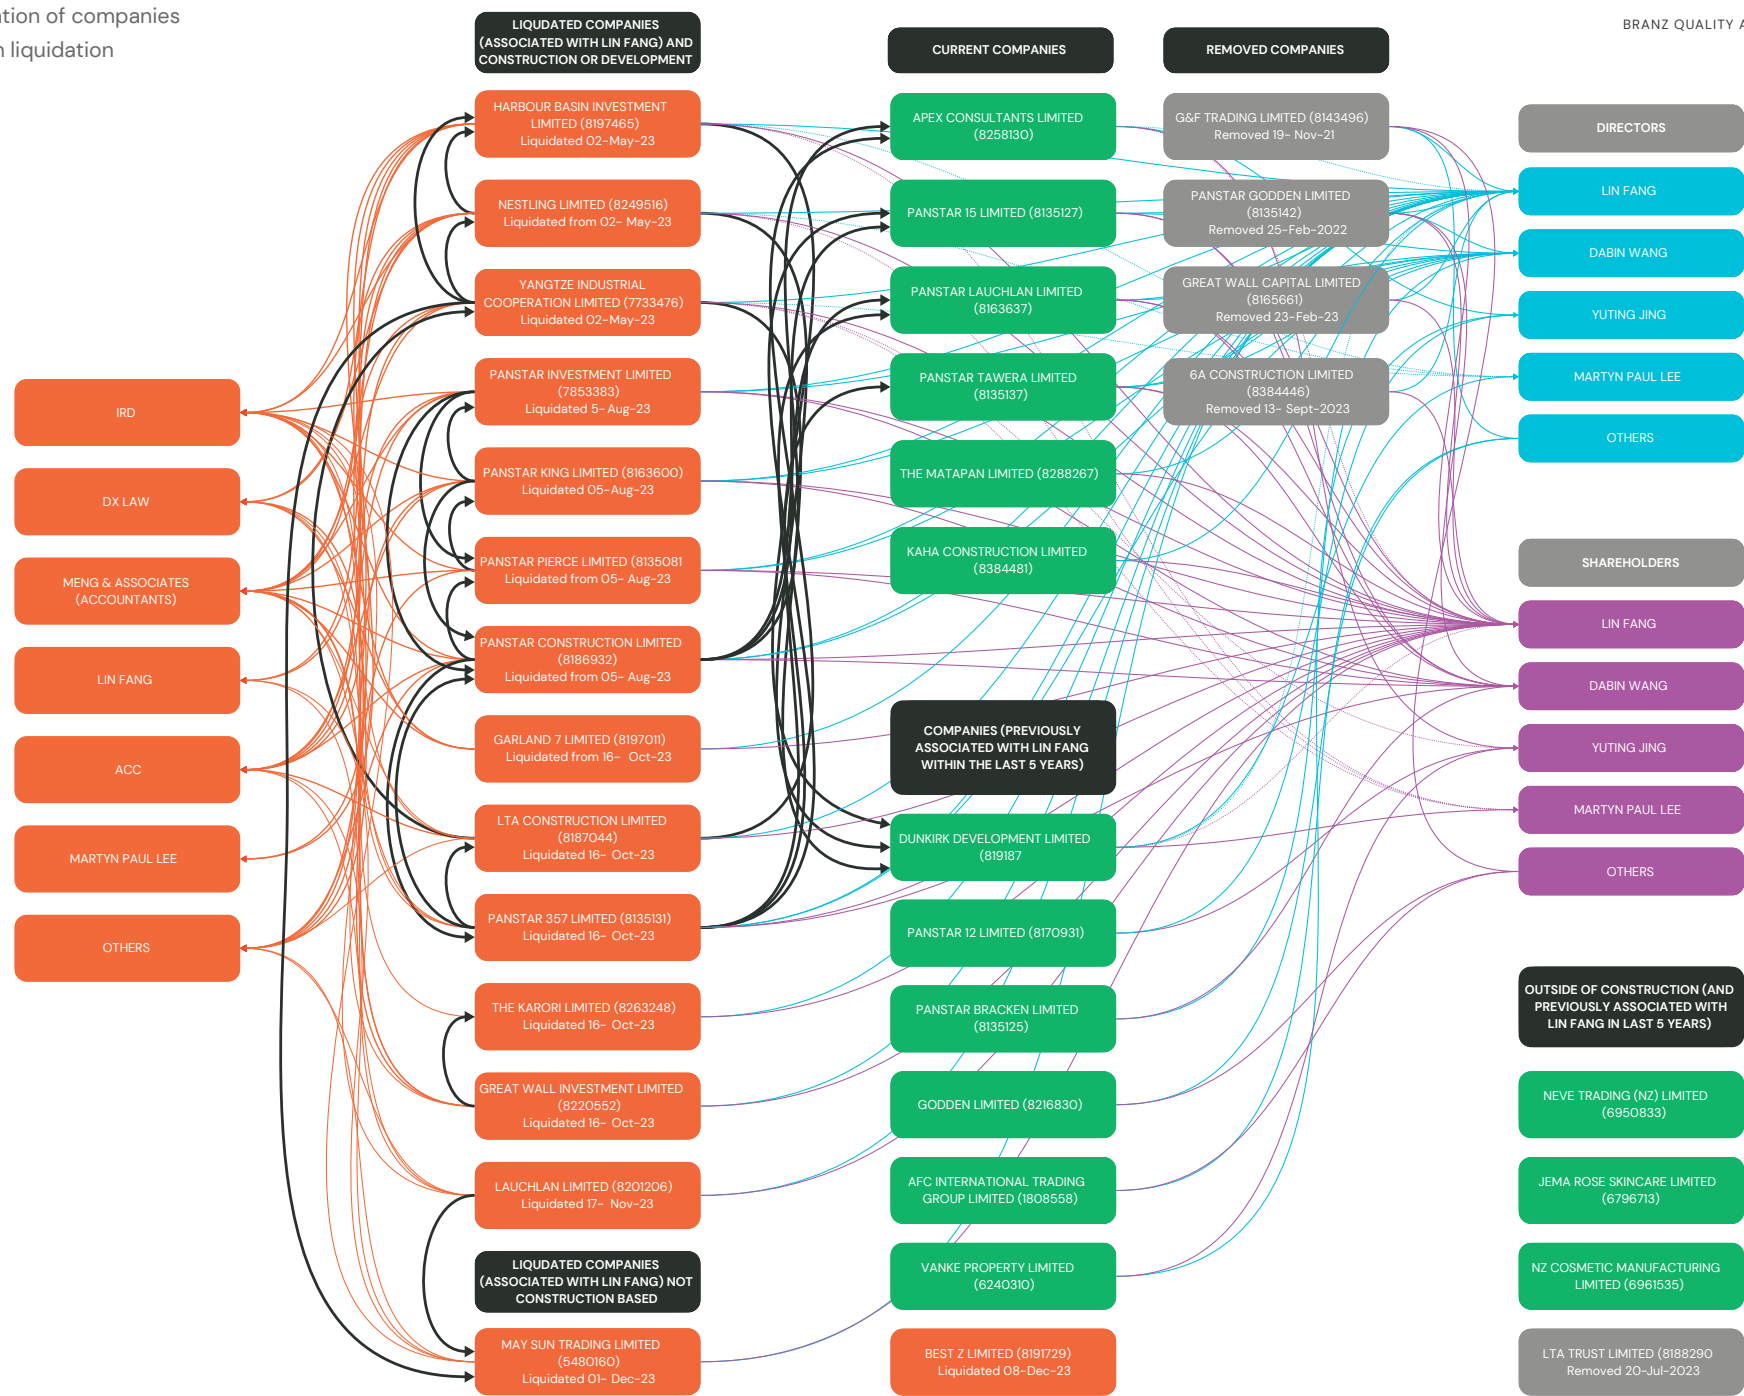 ation of companies
n liquidation
BRANZ QUALITY A
IRD
DX LAW
MENG & ASSOCIATES
(ACCOUNTANTS)
LIN FANG
ACC
MARTYN PAUL LEE
OTHERS
LIQUDATED COMPANIES
(ASSOCIATED WITH LIN FANG) AND
CONSTRUCTION OR DEVELOPMENT
HARBOUR BASIN INVESTMENT
LIMITED (8197465)
Liquidated 02-May-23
NESTLING LIMITED (8249516)
Liquidated from 02- May-23
YANGTZE INDUSTRIAL
COOPERATION LIMITED (7733476)
Liquidated 02-May-23
PANSTAR INVESTMENT LIMITED
(7853383)
Liquidated 5- Aug-23
PANSTAR KING LIMITED (8163600)
Liquidated 05-Aug-23
PANSTAR PIERCE LIMITED (8135081
Liquidated from 05- Aug-23
PANSTAR CONSTRUCTION LIMITED
(8186932)
Liquidated from 05- Aug-23
GARLAND 7 LIMITED (8197011)
Liquidated from 16- Oct-23
LTA CONSTRUCTION LIMITED
(8187044)
Liquidated 16- Oct-23
PANSTAR 357 LIMITED (8135131)
Liquidated 16- Oct-23
THE KARORI LIMITED (8263248)
Liquidated 16- Oct-23
GREAT WALL INVESTMENT LIMITED
(8220552)
Liquidated 16- Oct-23
LAUCHLAN LIMITED (8201206)
Liquidated 17- Nov-23
LIQUDATED COMPANIES
(ASSOCIATED WITH LIN FANG) NOT
CONSTRUCTION BASED
MAY SUN TRADING LIMITED
(5480160)
Liquidated 01- Dec-23
CURRENT COMPANIES
APEX CONSULTANTS LIMITED
(8258130)
PANSTAR 15 LIMITED (8135127)
PANSTAR LAUCHLAN LIMITED
(8163637)
PANSTAR TAWERA LIMITED
(8135137)
THE MATAPAN LIMITED (8288267)
KAHA CONSTRUCTION LIMITED
(8384481)
COMPANIES (PREVIOUSLY
ASSOCIATED WITH LIN FANG
WITHIN THE LAST 5 YEARS)
DUNKIRK DEVELOPMENT LIMITED
(819187
PANSTAR 12 LIMITED (8170931)
PANSTAR BRACKEN LIMITED
(8135125)
GODDEN LIMITED (8216830)
AFC INTERNATIONAL TRADING
GROUP LIMITED (1808558)
VANKE PROPERTY LIMITED
(6240310)
BEST Z LIMITED (8191729)
Liquidated 08-Dec-23
REMOVED COMPANIES
G&F TRADING LIMITED (8143496)
Removed 19- Nov-21
PANSTAR GODDEN LIMITED
(8135142)
Removed 25-Feb-2022
GREAT WALL CAPITAL LIMITED
(8165661)
Removed 23-Feb-23
6A CONSTRUCTION LIMITED
(8384446)
Removed 13- Sept-2023
DIRECTORS
LIN FANG
DABIN WANG
YUTING JING
MARTYN PAUL LEE
OTHERS
SHAREHOLDERS
LIN FANG
DABIN WANG
YUTING JING
MARTYN PAUL LEE
OTHERS
OUTSIDE OF CONSTRUCTION (AND
PREVIOUSLY ASSOCIATED WITH
LIN FANG IN LAST 5 YEARS)
NEVE TRADING (NZ) LIMITED
(6950833)
JEMA ROSE SKINCARE LIMITED
(6796713)
NZ COSMETIC MANUFACTURING
LIMITED (6961535)
LTA TRUST LIMITED (8188290
Removed 20-Jul-2023